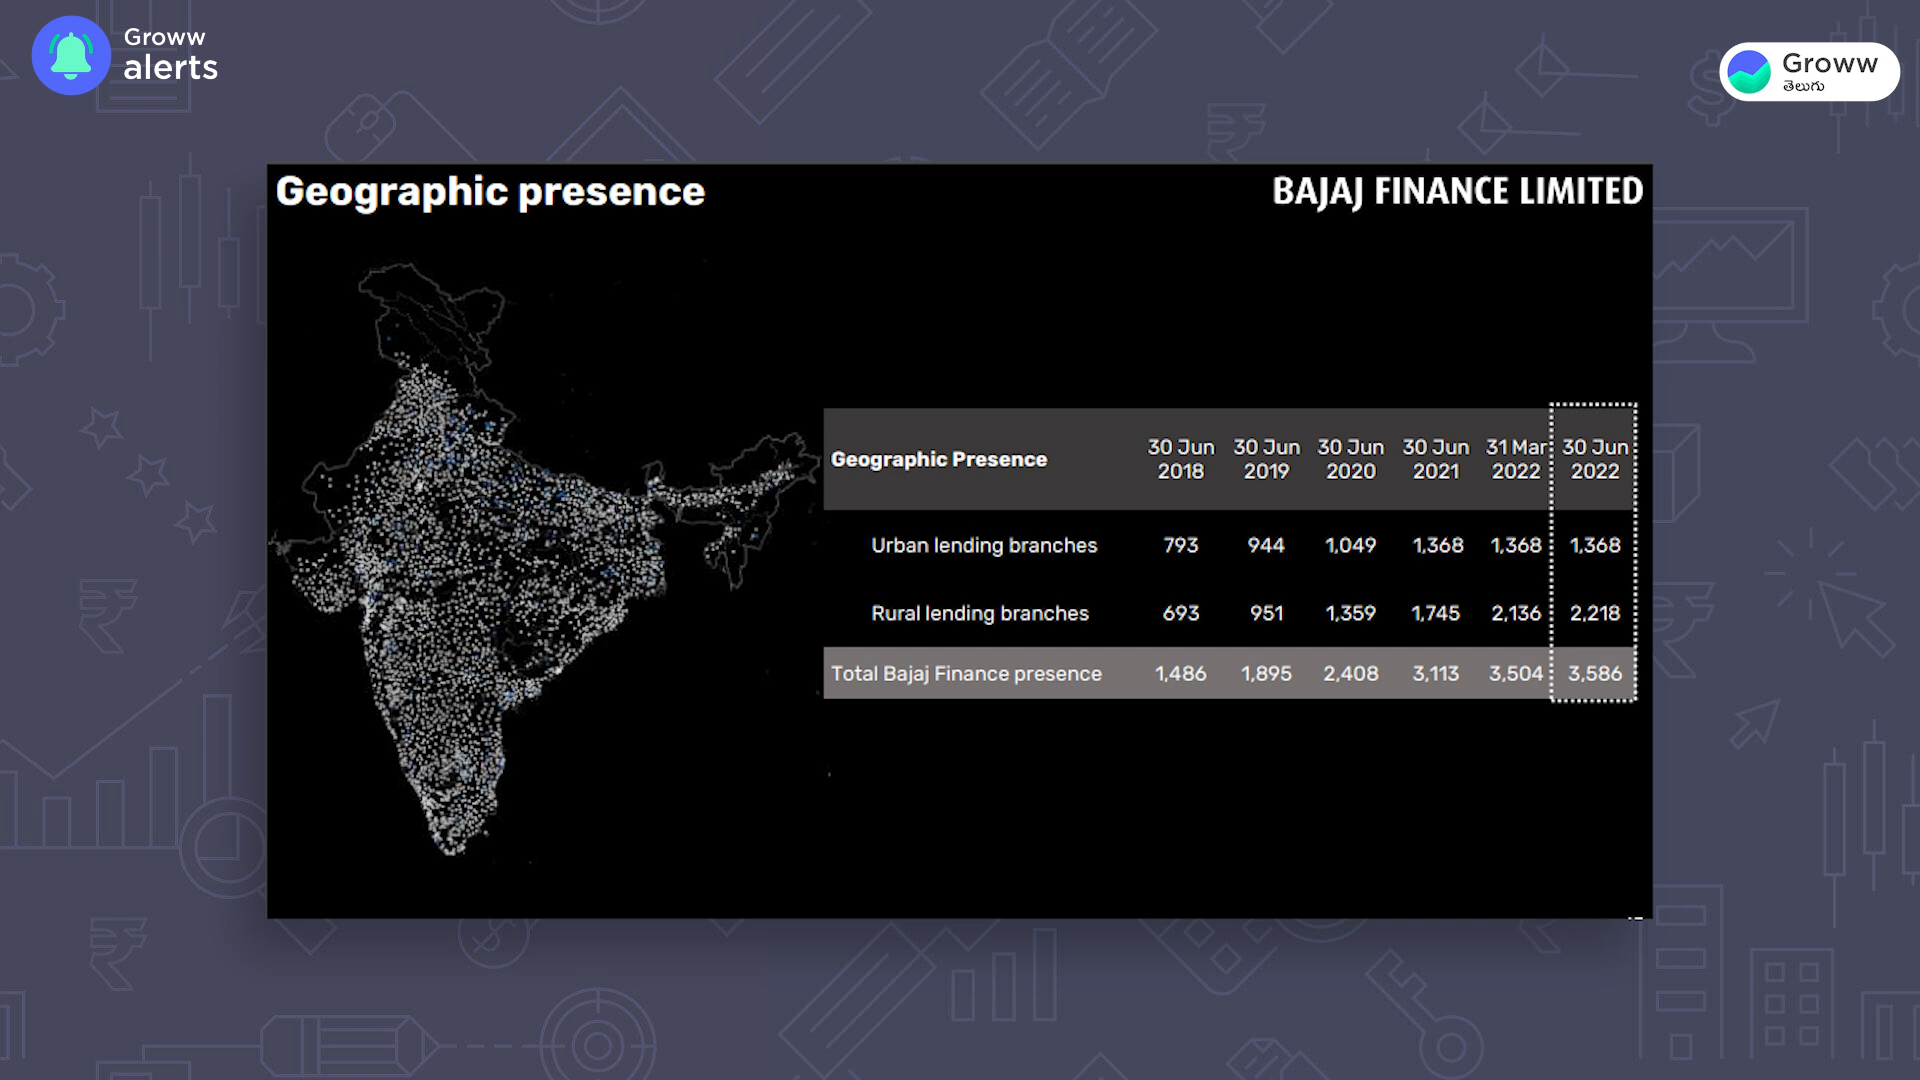 Groww
alerts
Groww
తెలుగు
Geographic presence
BAJAJ FINANCE LIMITED
Geographic Presence 30 Jun 2018 30 Jun 2019 30 Jun 2020 30 Jun 2021 31 Mar 2022 30 Jun 2022
Urban lending branches 793 944 1,049 1,368 1,368 1,368
Rural lending branches 693 951 1,359 1,745 2,136 2,218
Total Bajaj Finance presence 1,486 1,895 2,408 3,113 3,504 3,586